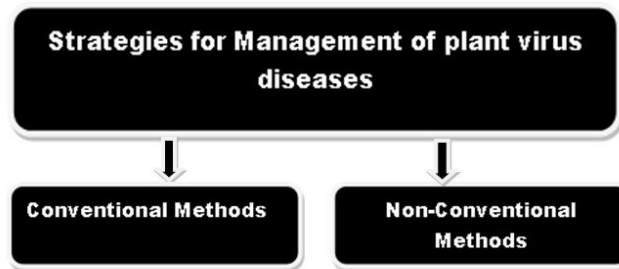 Strategies for Management of plant virus
diseases
Conventional Methods
Non-Conventional
Methods